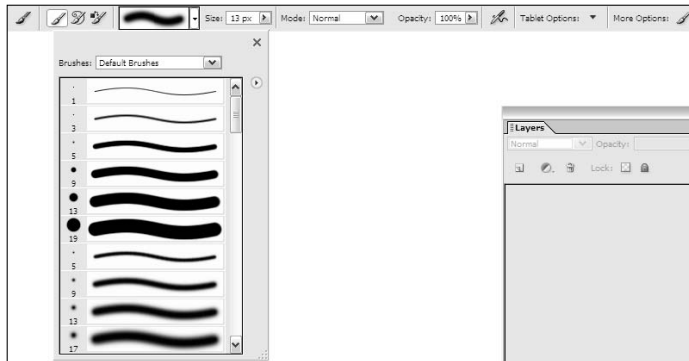 Size: 13 px Mode: Normal Opacity: 100% Tablet Options: More Options:
Brushes: Default Brushes
1
3
5
9
13
19
5
9
13
17
Layers
Normal Opacity:
Lock: